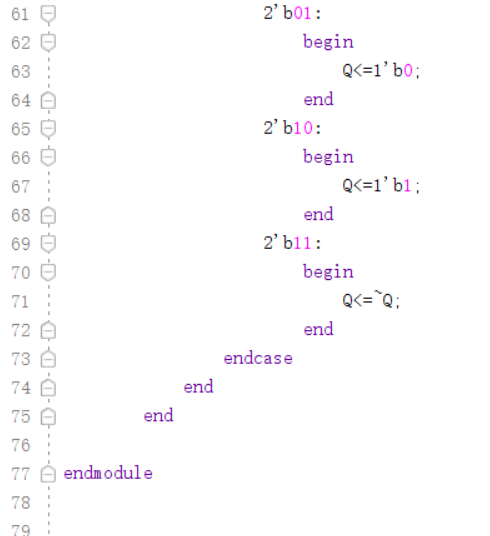 61 2'b01:
62 begin
63 Q<=1'b0;
64 end
65 2'b10:
66 begin
67 Q<=1'b1;
68 end
69 2'b11:
70 begin
71 Q<=~Q;
72 end
73 endcase
74 end
75 end
76
77 endmodule
78
79